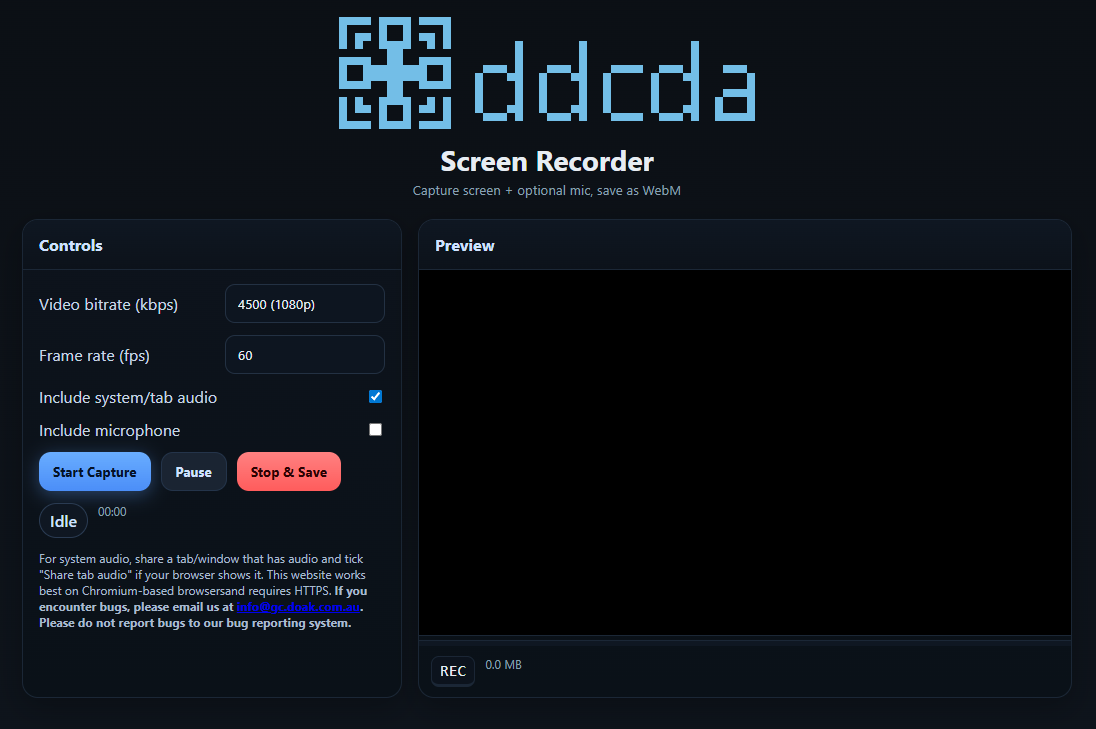 ddcda
Screen Recorder
Capture screen + optional mic, save as WebM
Controls
Video bitrate (kbps)
4500 (1080p)
Frame rate (fps)
60
Include system/tab audio
Include microphone
Start Capture
Pause
Stop & Save
Idle
00:00
For system audio, share a tab/window that has audio and tick
"Share tab audio" if your browser shows it. This website works
best on Chromium-based browsersand requires HTTPS. If you
encounter bugs, please email us at info@qc.doak.com.au.
Please do not report bugs to our bug reporting system.
Preview
REC
0.0 MB